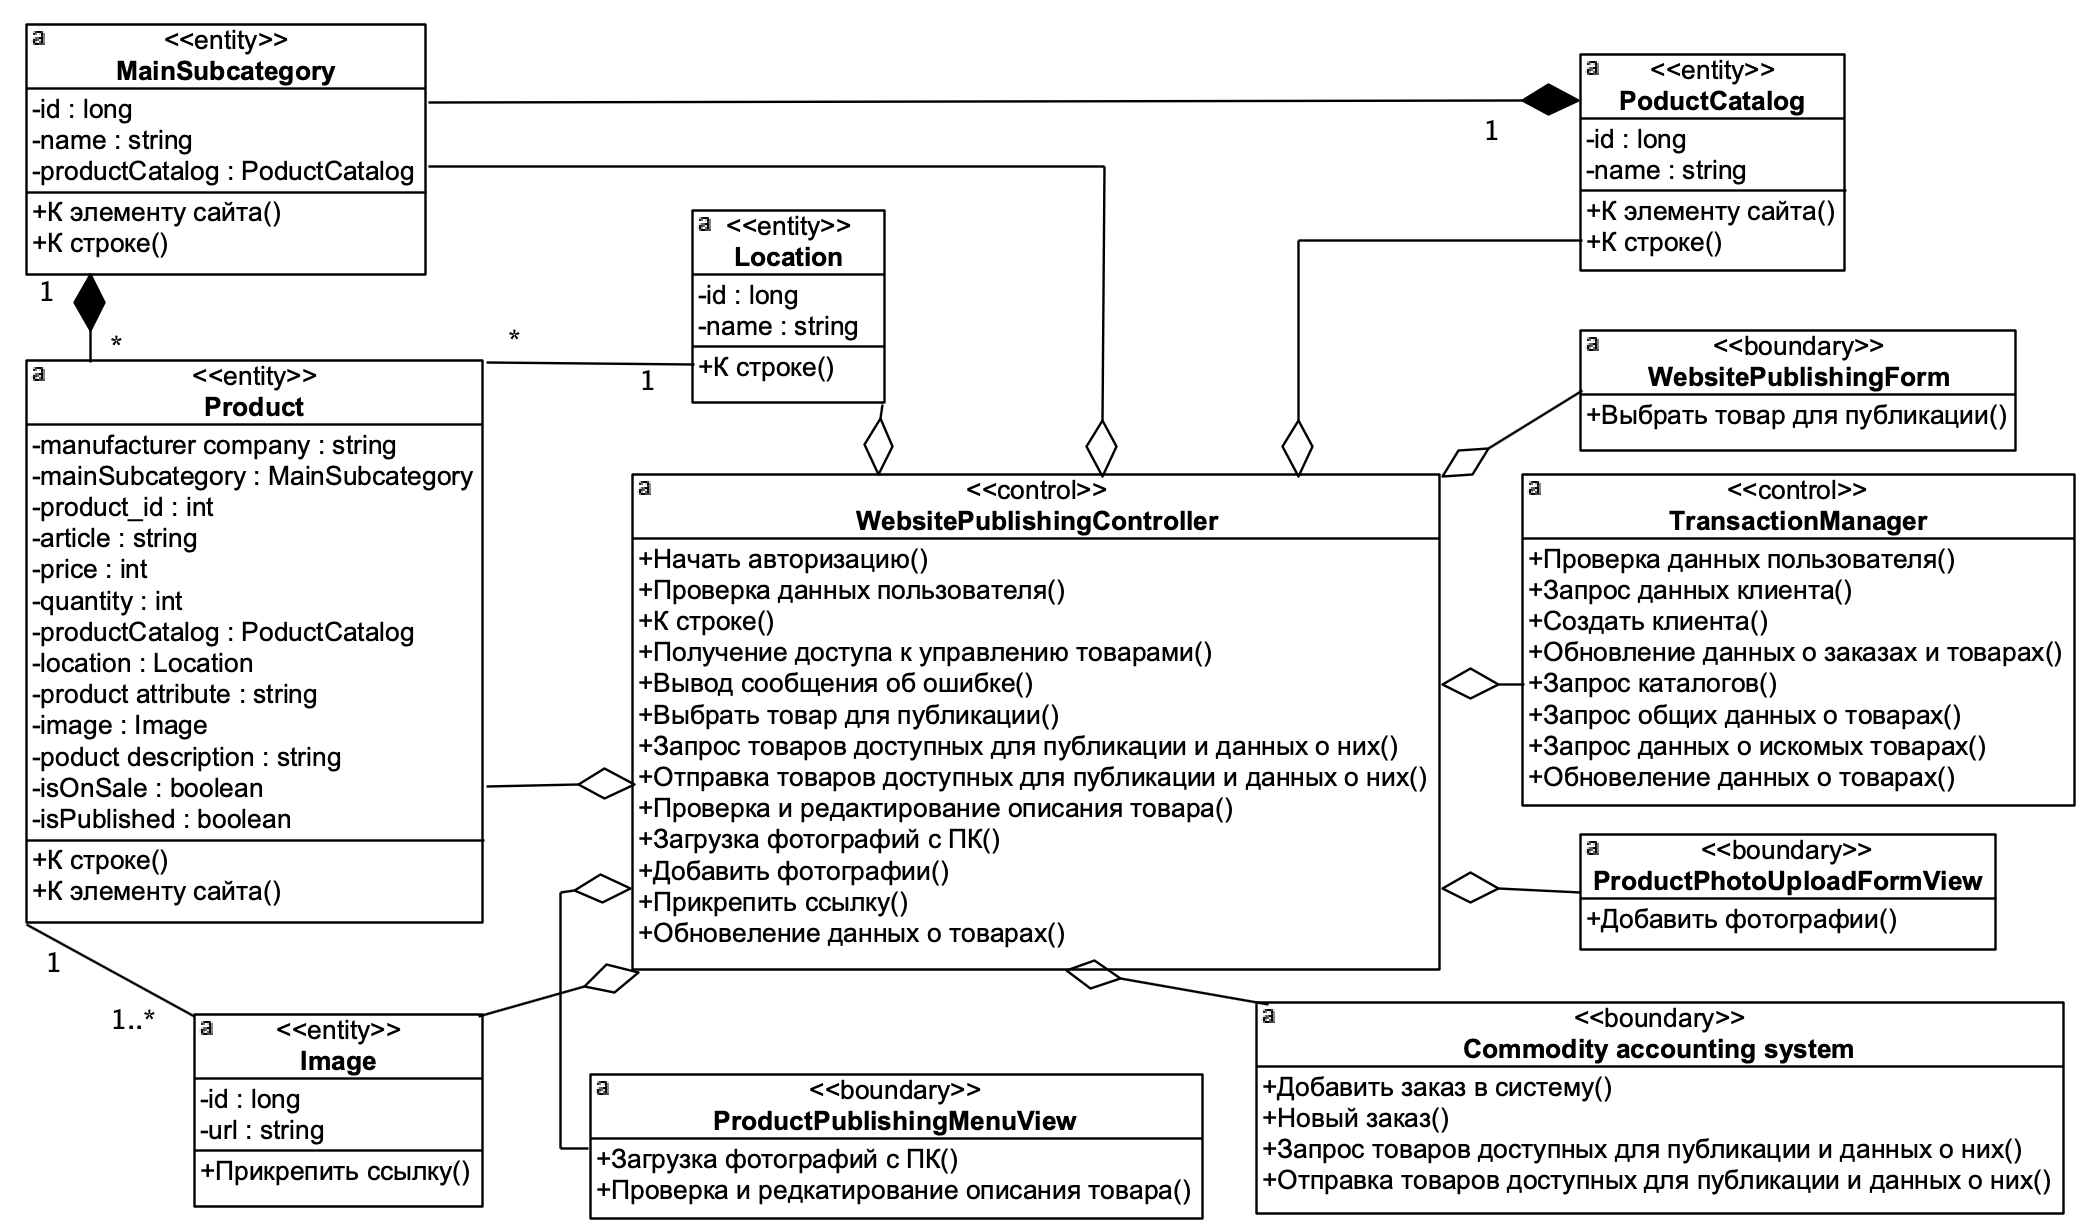 a <<entity>>
MainSubcategory
-id : long
-name : string
-productCatalog : PoductCatalog
+К элементу сайта()
+К строке()
1
*
1
a <<entity>>
PoductCatalog
-id : long
-name : string
+К элементу сайта()
+К строке()
a <<entity>>
Location
-id : long
-name : string
+К строке()
*
1
a <<boundary>>
WebsitePublishingForm
+Выбрать товар для публикации()
a <<entity>>
Product
-manufacturer company : string
-mainSubcategory : MainSubcategory
-product_id : int
-article : string
-price : int
-quantity : int
-productCatalog : PoductCatalog
-location : Location
-product attribute : string
-image : Image
-poduct description : string
-isOnSale : boolean
-isPublished : boolean
+К строке()
+К элементу сайта()
1
1..*
a <<control>>
WebsitePublishingController
+Начать авторизацию()
+Проверка данных пользователя()
+К строке()
+Получение доступа к управлению товарами()
+Вывод сообщения об ошибке()
+Выбрать товар для публикации()
+Запрос товаров доступных для публикации и данных о них()
+Отправка товаров доступных для публикации и данных о них()
+Проверка и редактирование описания товара()
+Загрузка фотографий с ПК()
+Добавить фотографии()
+Прикрепить ссылку()
+Обновеление данных о товарах()
a <<control>>
TransactionManager
+Проверка данных пользователя()
+Запрос данных клиента()
+Создать клиента()
+Обновление данных о заказах и товарах()
+Запрос каталогов()
+Запрос общих данных о товарах()
+Запрос данных о искомых товарах()
+Обновеление данных о товарах()
a <<boundary>>
ProductPhotoUploadFormView
+Добавить фотографии()
a <<entity>>
Image
-id : long
-url : string
+Прикрепить ссылку()
a <<boundary>>
ProductPublishingMenuView
+Загрузка фотографий с ПК()
+Проверка и редкатирование описания товара()
a <<boundary>>
Commodity accounting system
+Добавить заказ в систему()
+Новый заказ()
+Запрос товаров доступных для публикации и данных о них()
+Отправка товаров доступных для публикации и данных о них()